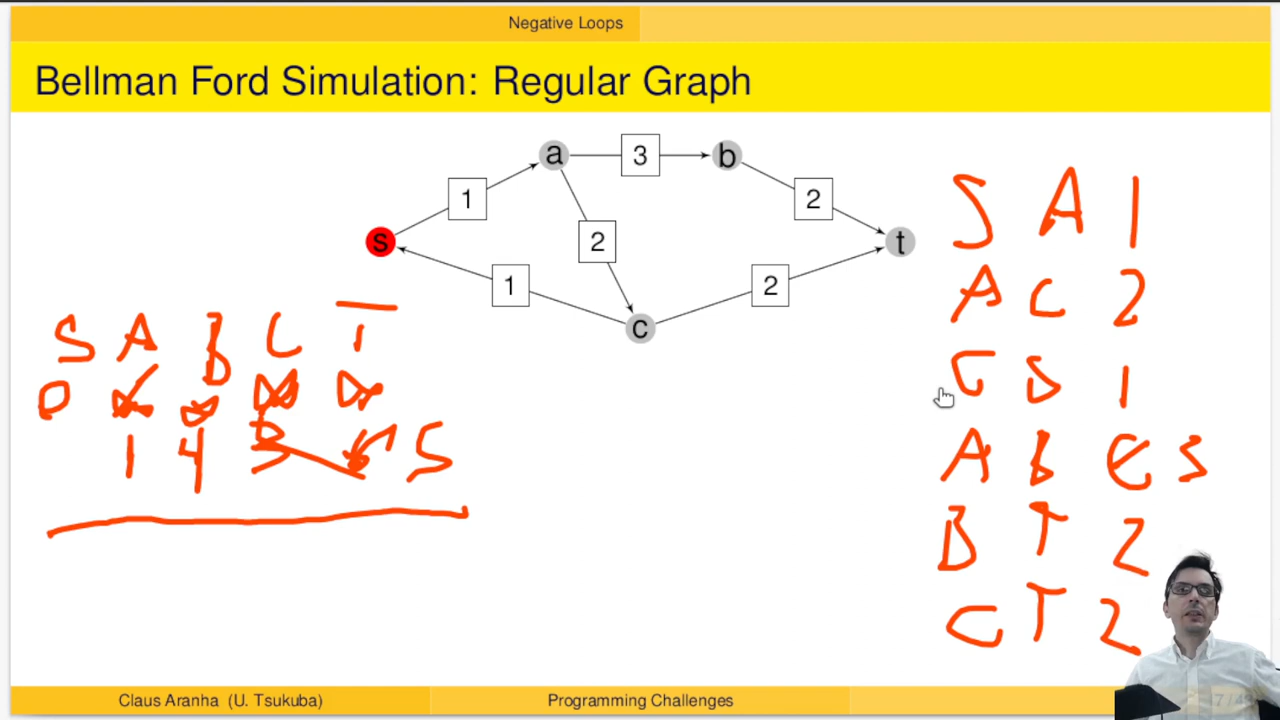 Negative Loops
Bellman Ford Simulation: Regular Graph
a 3 b
1 2 2
s t
1 2
c
S A B C T
0
1 4 3 5
S A 1
A C 2
C S 1
A B 3
B T 2
C T 2
Claus Aranha (U. Tsukuba) Programming Challenges